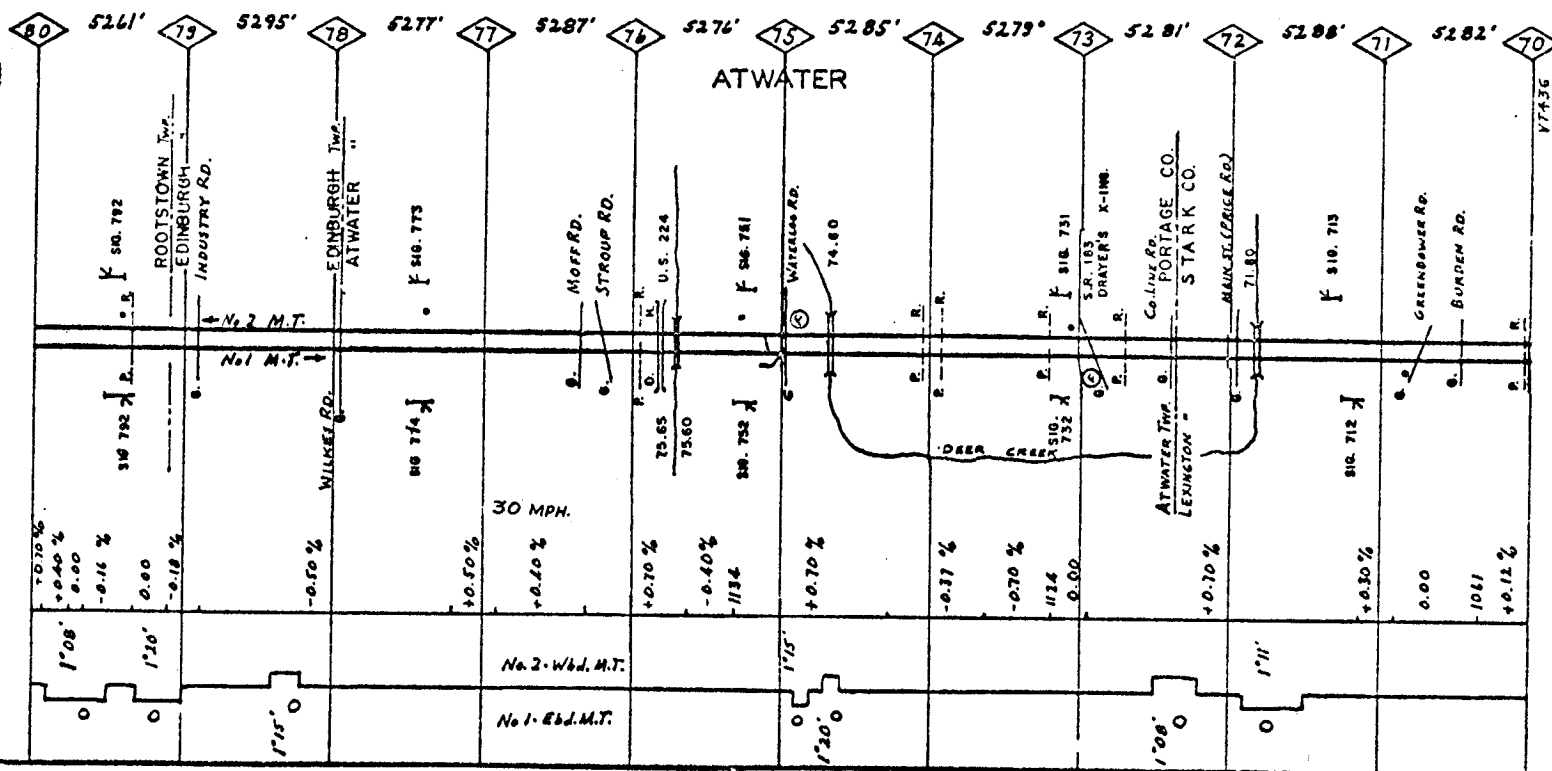 80 5261' 79 5295' 78 5277' 77 5287' 76 5276' 75 5285' 74 5279' 73 5281' 72 5288' 71 5282' 70
ATWATER
VT436
SIG. 792
ROOTSTOWN TWP.
EDINBURGH "
INDUSTRY RD.
EDINBURGH TWP.
ATWATER "
SIG. 773
MOFF RD.
STROUP RD.
U.S. 224
SIG. 751
WATERLOO RD.
74.80
SIG. 731
S.R. 183
DRAYER'S X-ING.
CO. LINE RD.
PORTAGE CO.
STARK CO.
MAIN ST. (PRICE RD.)
71.80
SIG. 713
GREENBOWER RD.
BURDEN RD.
P. R.
←No 2 M.T.
No 1 M.T.→
G.
G.
G.
G.
P. R.
O. H.
G
P. R.
P. R.
P. R.
G
P. R.
G.
G
G.
G.
P. R.
SIG 792
WILKES RD.
SIG 774
75.65
75.60
SIG. 752
DEER CREEK
SIG. 732
ATWATER TWP.
LEXINGTON "
SIG. 712
30 MPH.
+0.70 %
+0.40 %
0.00
-0.16 %
0.00
-0.18 %
-0.50 %
+0.50 %
+0.20 %
+0.70 %
-0.40 %
1134
+0.70 %
-0.37 %
-0.70 %
1124
0.00
+0.70 %
+0.30 %
0.00
1061
+0.12 %
1°08' 1°20' No. 2 - Wbd. M.T. 1°15' 1°11'
1°15' No 1 - Ebd. M.T. 1°20' 1°08'